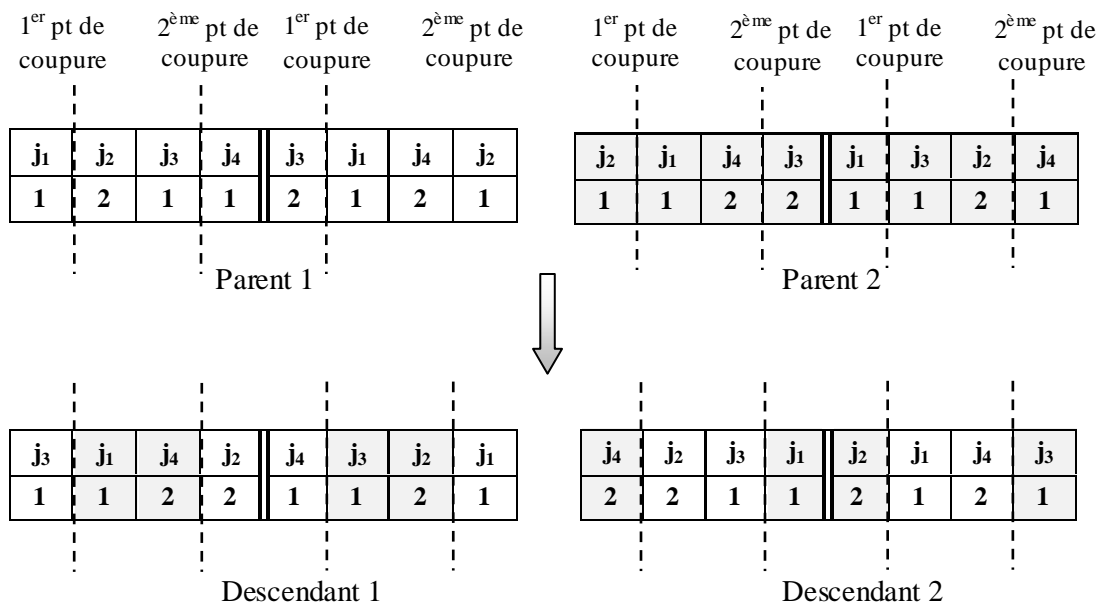 1er pt de coupure 2ème pt de coupure 1er pt de coupure 2ème pt de coupure
j1 j2 j3 j4 j3 j1 j4 j2
1 2 1 1 2 1 2 1
Parent 1
1er pt de coupure 2ème pt de coupure 1er pt de coupure 2ème pt de coupure
j2 j1 j4 j3 j1 j3 j2 j4
1 1 2 2 1 1 2 1
Parent 2
j3 j1 j4 j2 j4 j3 j2 j1
1 1 2 2 1 1 2 1
Descendant 1
j4 j2 j3 j1 j2 j1 j4 j3
2 2 1 1 2 1 2 1
Descendant 2